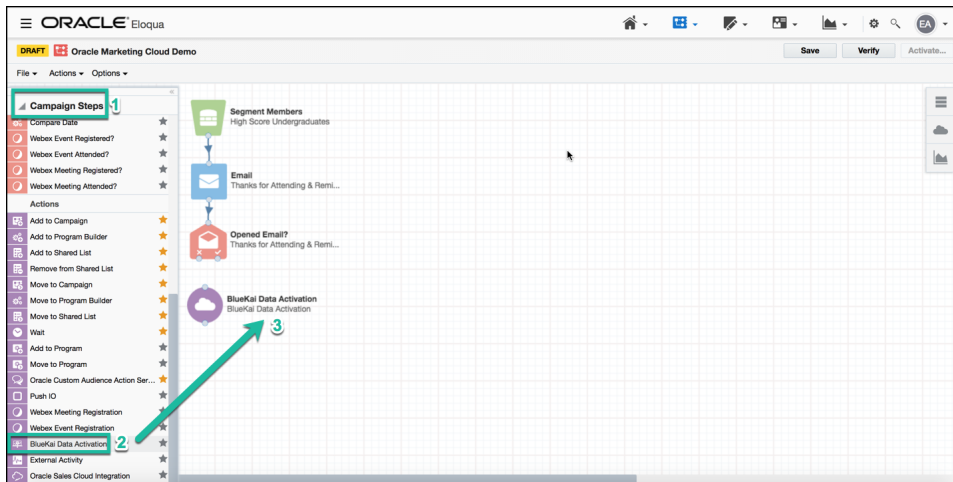 ORACLE Eloqua
EA
DRAFT Oracle Marketing Cloud Demo
Save Verify Activate...
File Actions Options
Campaign Steps 1
Compare Date
Webex Event Registered?
Webex Event Attended?
Webex Meeting Registered?
Webex Meeting Attended?
Actions
Add to Campaign
Add to Program Builder
Add to Shared List
Remove from Shared List
Move to Campaign
Move to Program Builder
Move to Shared List
Wait
Add to Program
Move to Program
Oracle Custom Audience Action Ser...
Push IO
Webex Meeting Registration
Webex Event Registration
BlueKai Data Activation 2
External Activity
Oracle Sales Cloud Integration
Segment Members
High Score Undergraduates
Email
Thanks for Attending & Remi...
Opened Email?
Thanks for Attending & Remi...
BlueKai Data Activation
BlueKai Data Activation
3